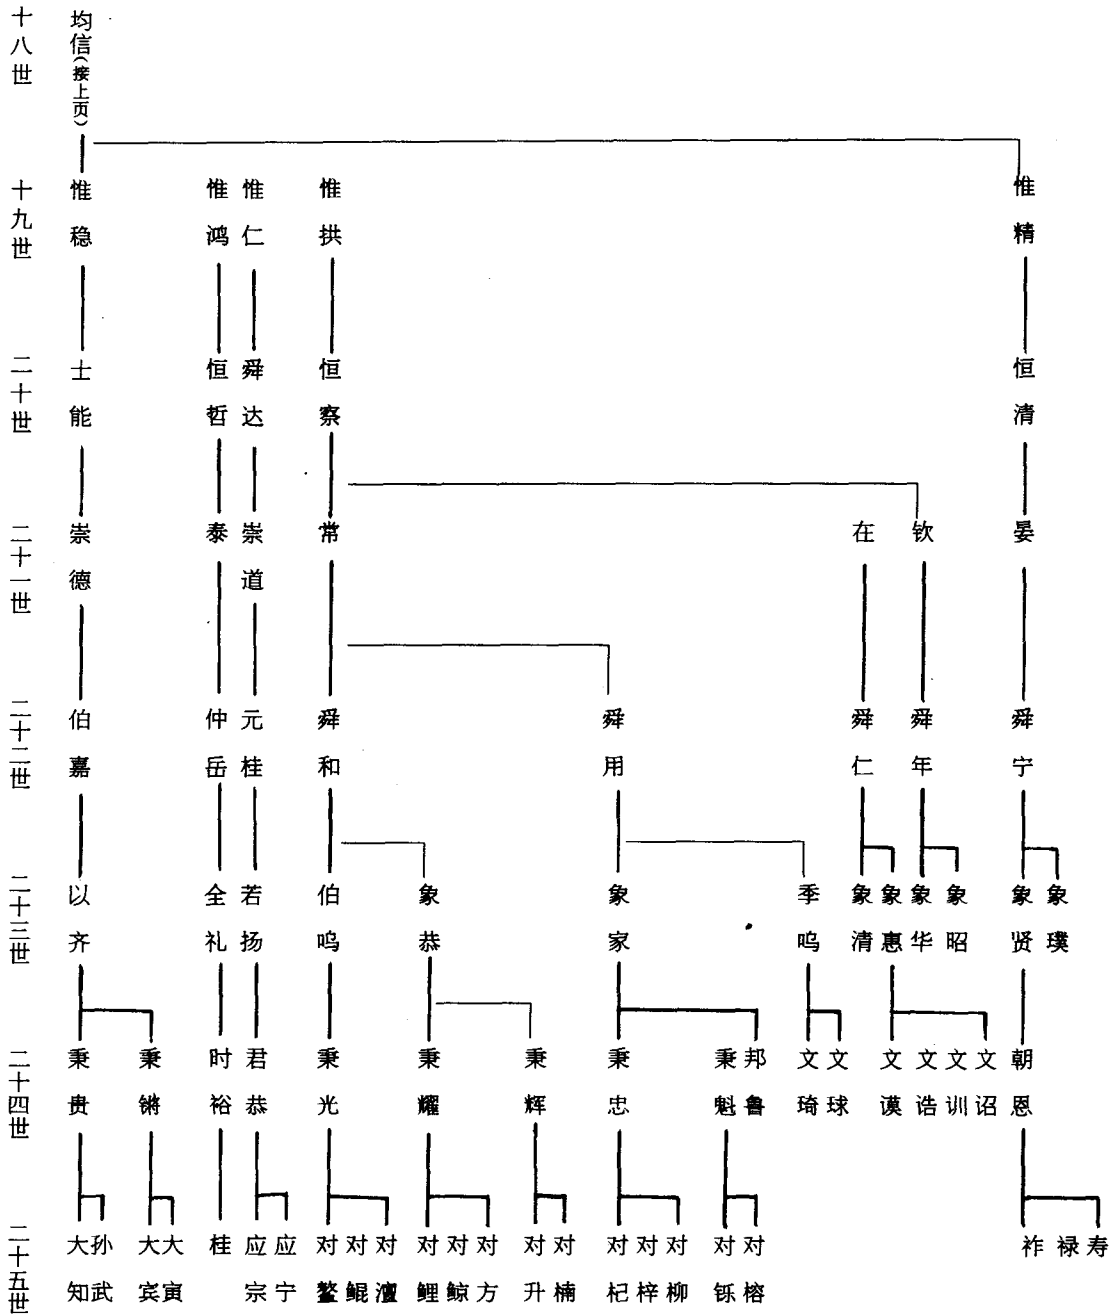 十八世 均信(接上页)
十九世 惟稳 惟鸿 惟仁 惟拱 惟精
二十世 士能 恒哲 舜达 恒察 恒清
二十一世 崇德 泰 崇道 常 在 钦 晏
二十二世 伯嘉 仲岳 元桂 舜和 舜用 舜仁 舜年 舜宁
二十三世 以齐 全礼 若扬 伯呜 象恭 象家 季呜 象清 象惠 象华 象昭 象贤 象璞
二十四世 秉贵 秉锵 时裕 君恭 秉光 秉耀 秉辉 秉忠 秉魁 邦鲁 文琦 文球 文谟 文诰 文训 文诏 朝恩
二十五世 大知 孙武 大宾 大寅 桂 应宗 应宁 对鳌 对鲲 对澶 对鲤 对鲸 对方 对升 对楠 对杞 对梓 对柳 对铄 对榕 祚 禄 寿